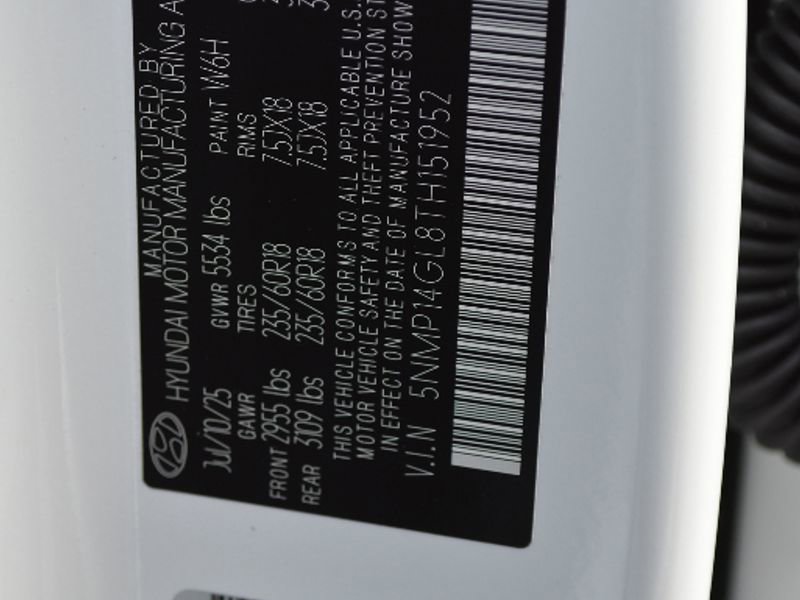 MANUFACTURED BY
HYUNDAI MOTOR MANUFACTURING A
Jul/10/25 GVWR 5534 lbs PAINT W6H
GAWR TIRES RIMS
FRONT 2955 lbs 235/60R18 7.5JX18
REAR 3109 lbs 235/60R18 7.5JX18
THIS VEHICLE CONFORMS TO ALL APPLICABLE U.S.
MOTOR VEHICLE SAFETY AND THEFT PREVENTION ST
IN EFFECT ON THE DATE OF MANUFACTURE SHOW
V.I.N 5NMP14GL8TH151952